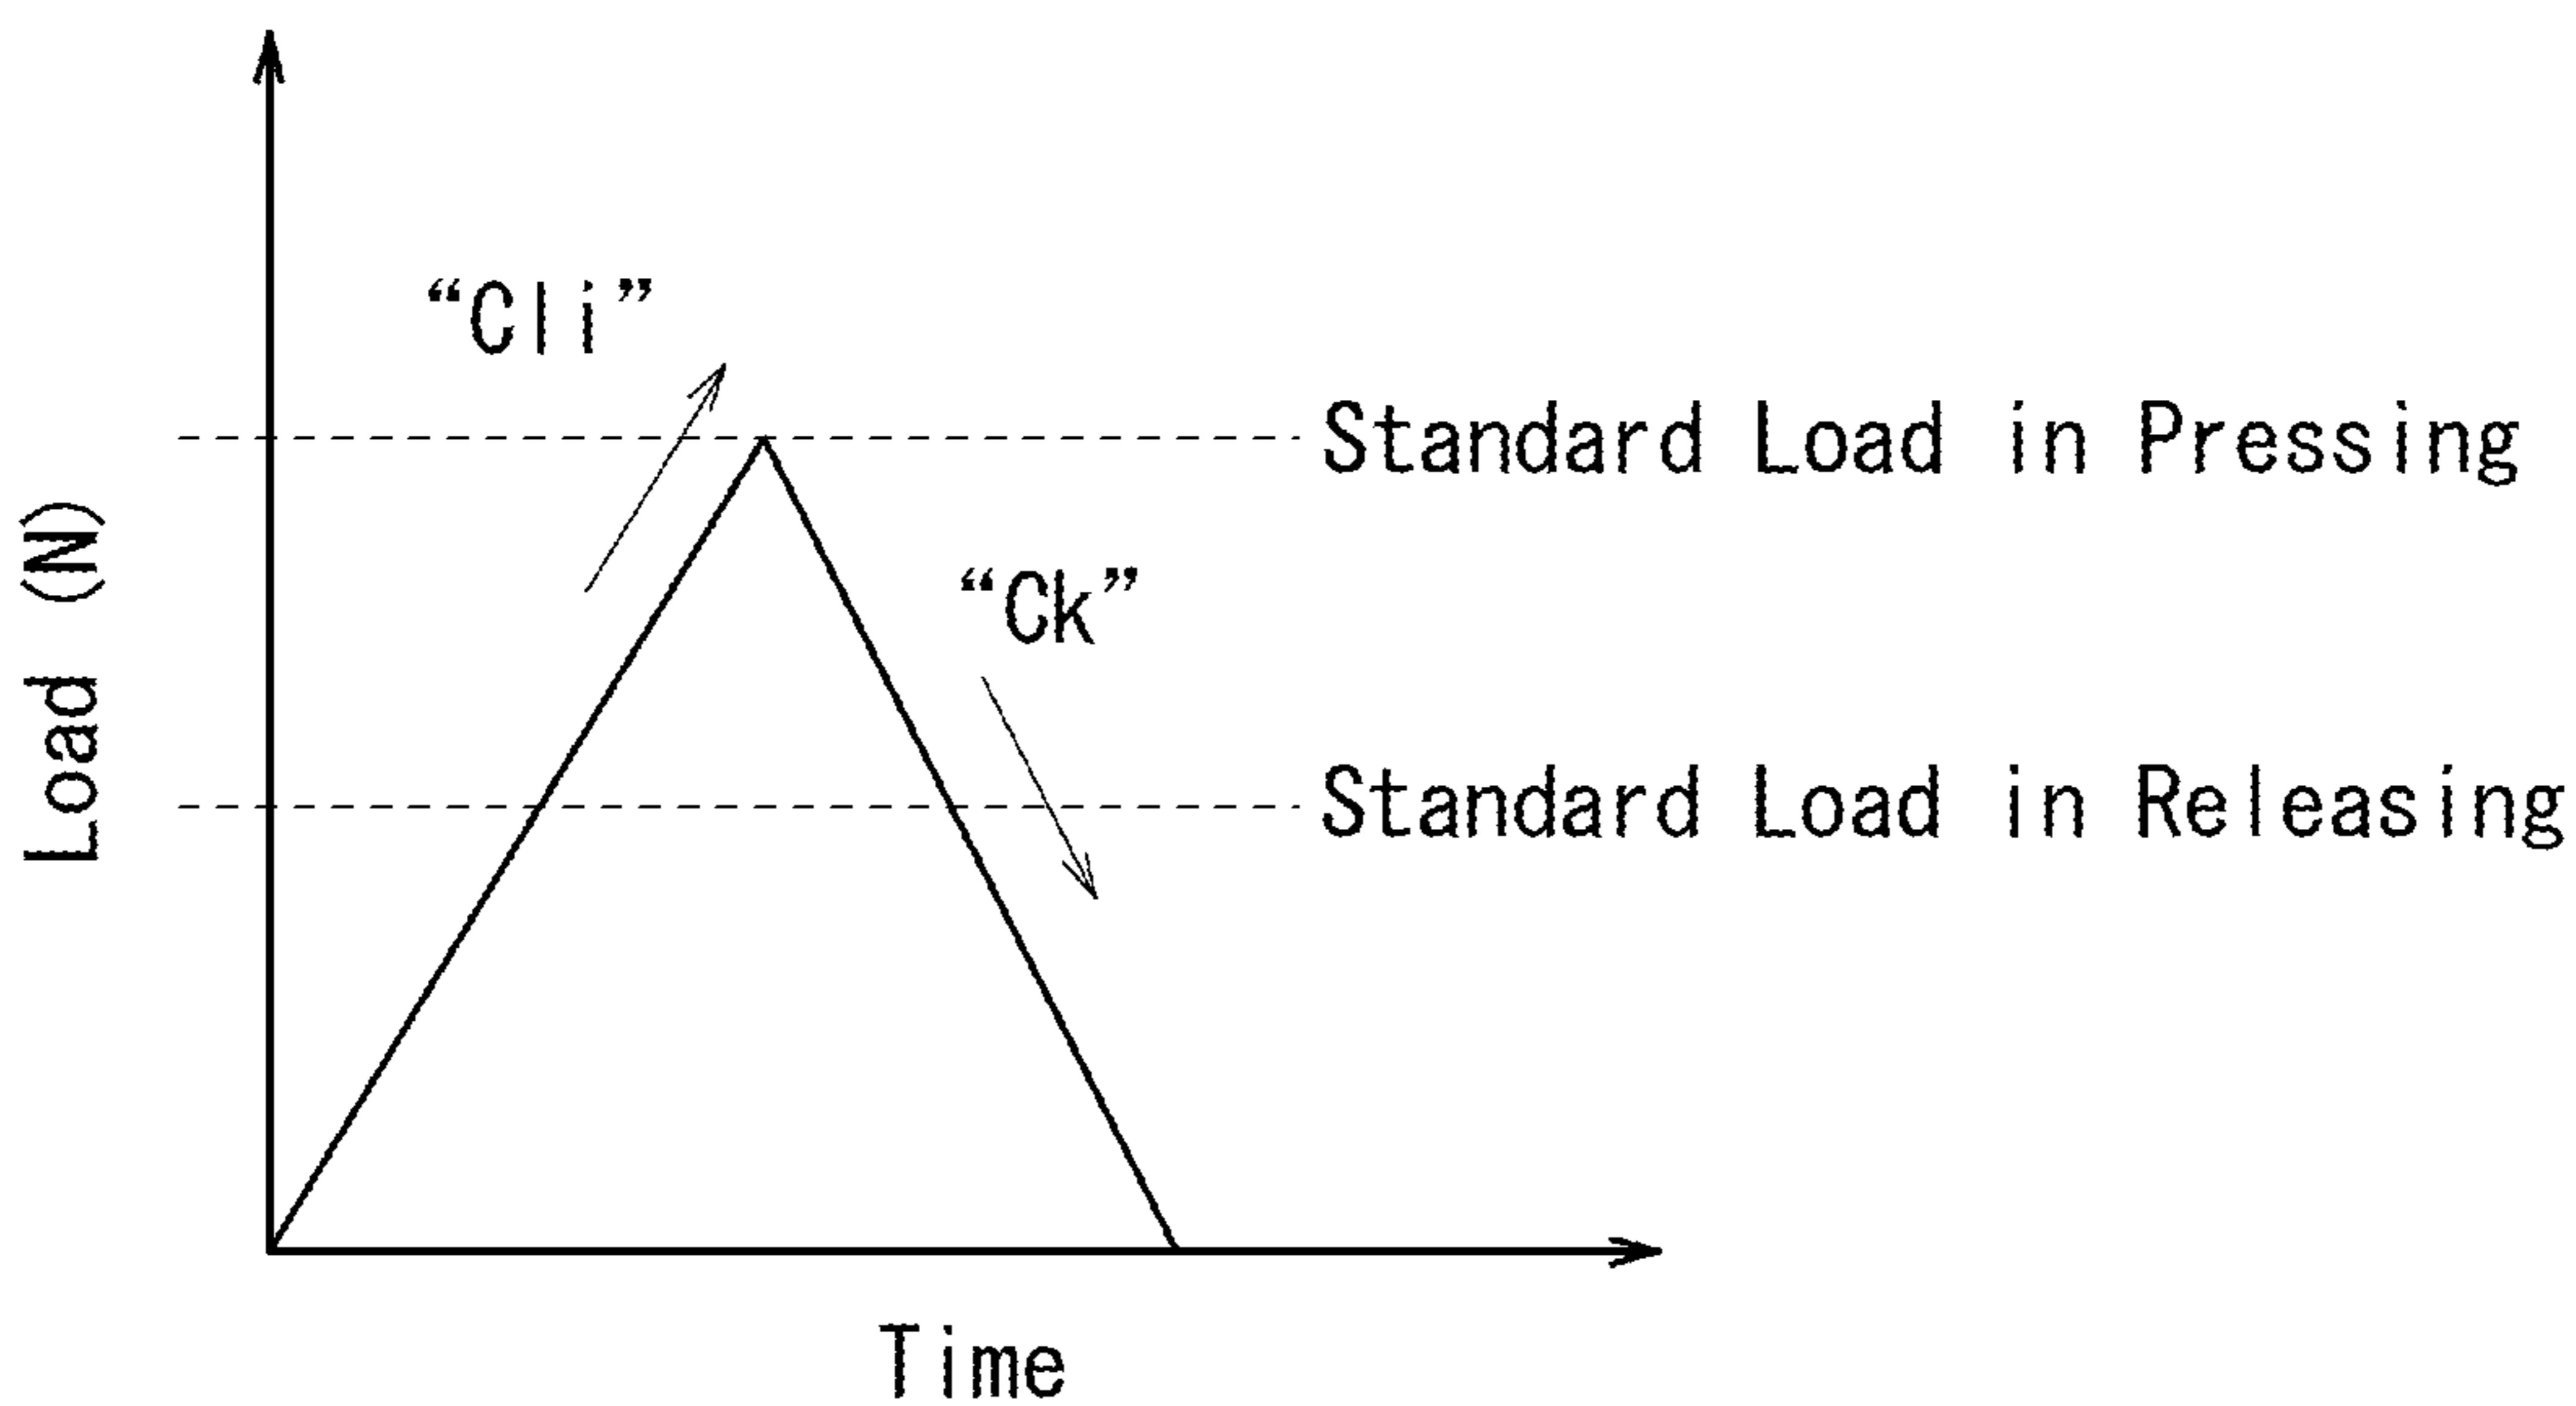 “Cli”
Standard Load in Pressing
“Ck”
Load (N)
Standard Load in Releasing
Time